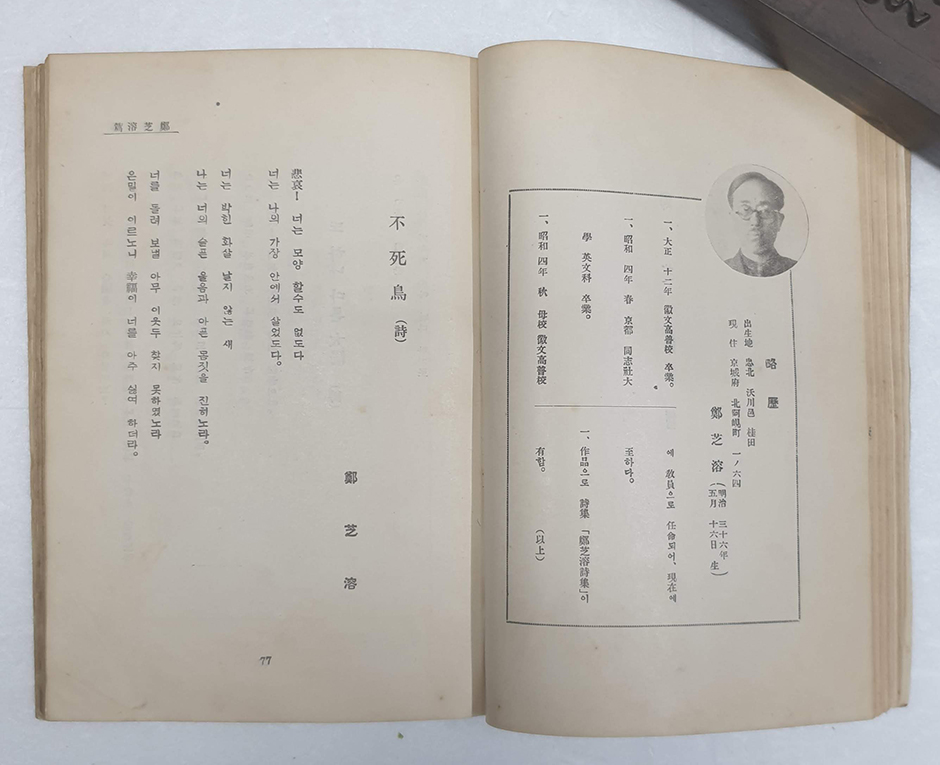 略歷
出生地 忠北 沃川邑 桂田
現住 京城府 北阿峴町 一ノ六四
鄭芝溶 (明治 三十六年
五月 十六日 生)
一、大正 十二年 徽文高普校 卒業。
一、昭和 四年 春 京都 同志社大
學 英文科 卒業。
一、昭和 四年 秋 母校 徽文高普校
에 敎員으로 任命되어、現在에
至하다。
一、作品으로 詩集「鄭芝溶詩集」이
有함。 (以上)
鄭芝溶篇
不死鳥 (詩)
鄭芝溶
悲哀ー 너는 모양 할수도 없도다
너는 나의 가장 안에서 살었도다。
너는 박힌 화살 날지 않는 새
나는 너의 슬픈 울음과 아픈 몸짓을 진히노라。
너를 돌려 보낼 아무 이웃두 찾지 못하였노라
은밀이 이르노니 幸福이 너를 아주 싫여 하더라。
77